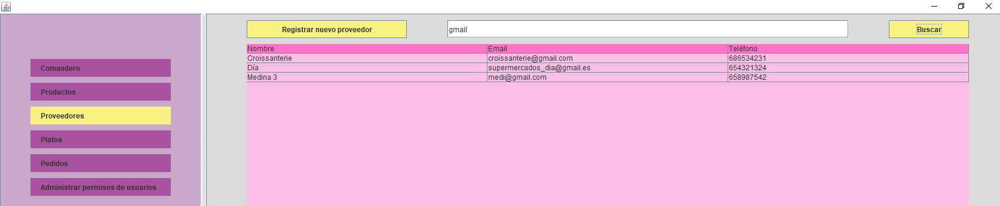 Comandero
Productos
Proveedores
Platos
Pedidos
Administrar permisos de usuarios
Registrar nuevo proveedor gmail Buscar
Nombre Email Teléfono
Croissanterie croissanterie@gmail.com 686534231
Día supermercados_dia@gmail.es 654321324
Medina 3 medi@gmail.com 658987542